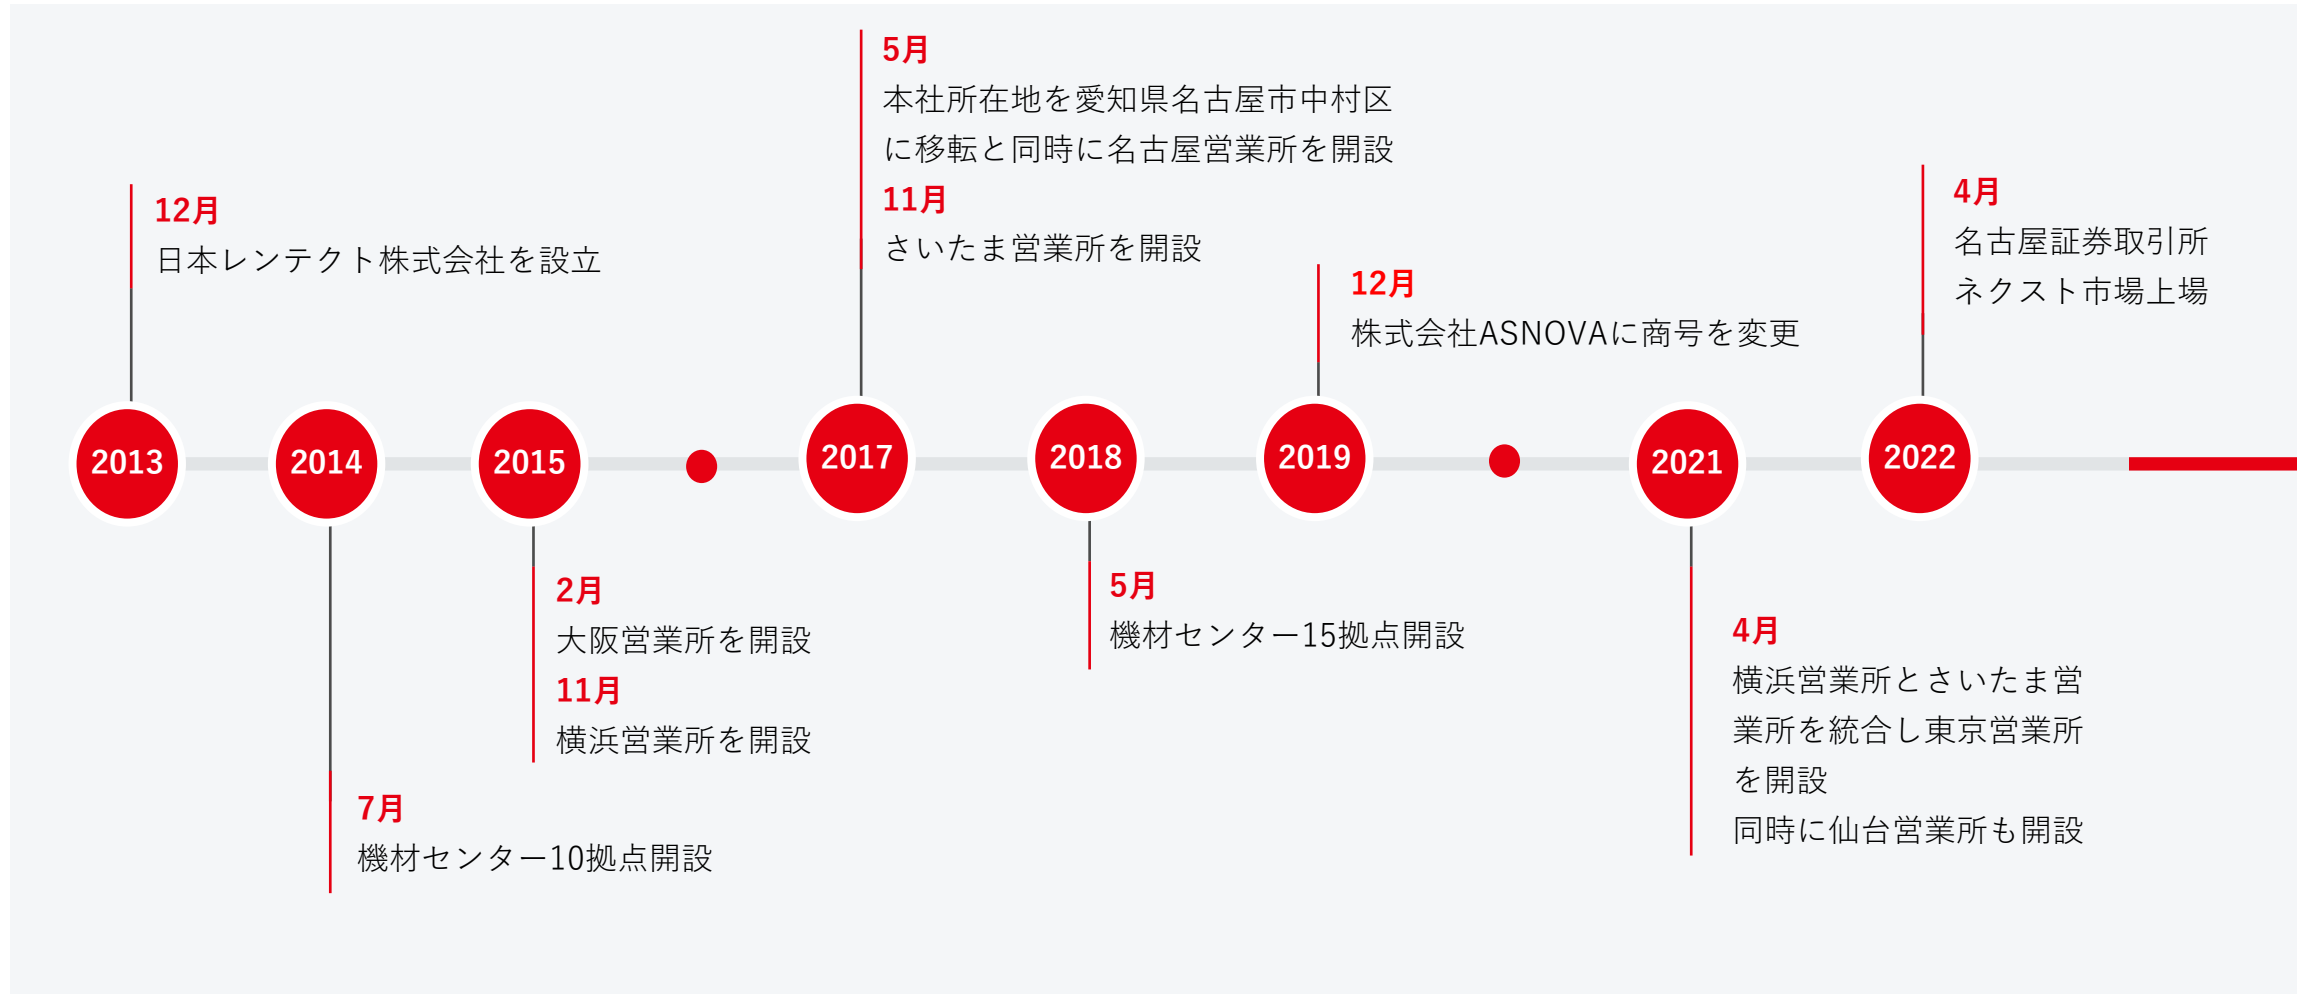 2013
12月
日本レンテクト株式会社を設立
2014
7月
機材センター10拠点開設
2015
2月
大阪営業所を開設
11月
横浜営業所を開設
2017
5月
本社所在地を愛知県名古屋市中村区
に移転と同時に名古屋営業所を開設
11月
さいたま営業所を開設
2018
5月
機材センター15拠点開設
2019
12月
株式会社ASNOVAに商号を変更
2021
4月
横浜営業所とさいたま営
業所を統合し東京営業所
を開設
同時に仙台営業所も開設
2022
4月
名古屋証券取引所
ネクスト市場上場